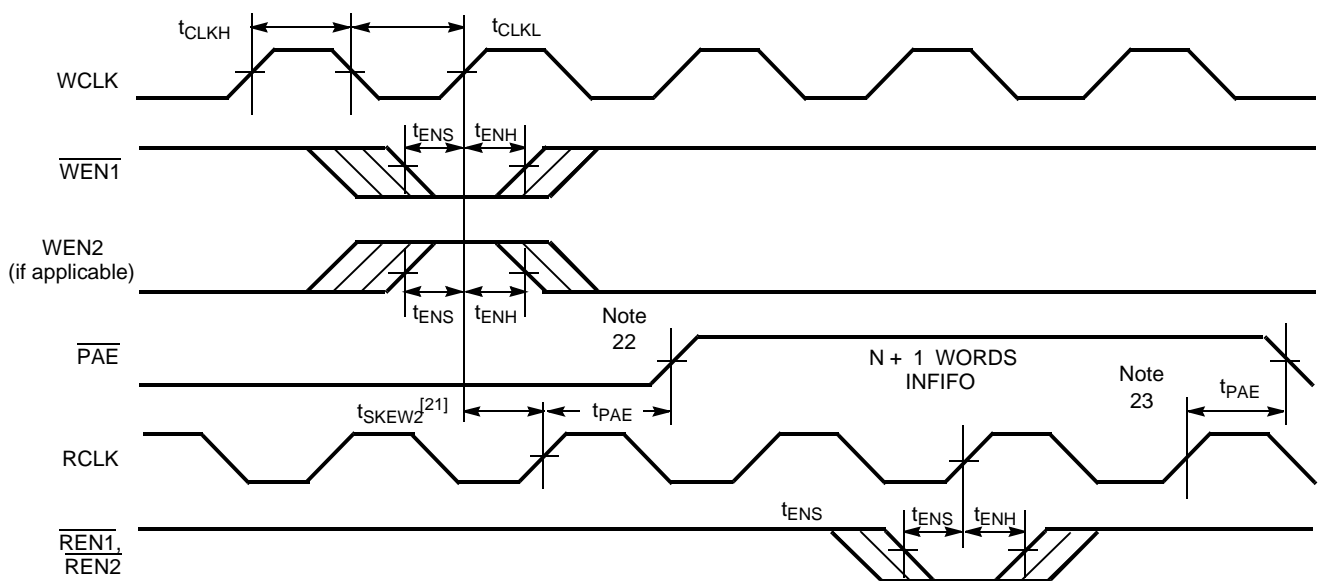 tCLKH
tCLKL
WCLK
tENS
tENH
WEN1
WEN2
(if applicable)
tENS
tENH
Note
22
PAE
N + 1 WORDS
INFIFO
Note
23
tSKEW2[21]
tPAE
tPAE
RCLK
tENS
tENS
tENH
REN1,
REN2